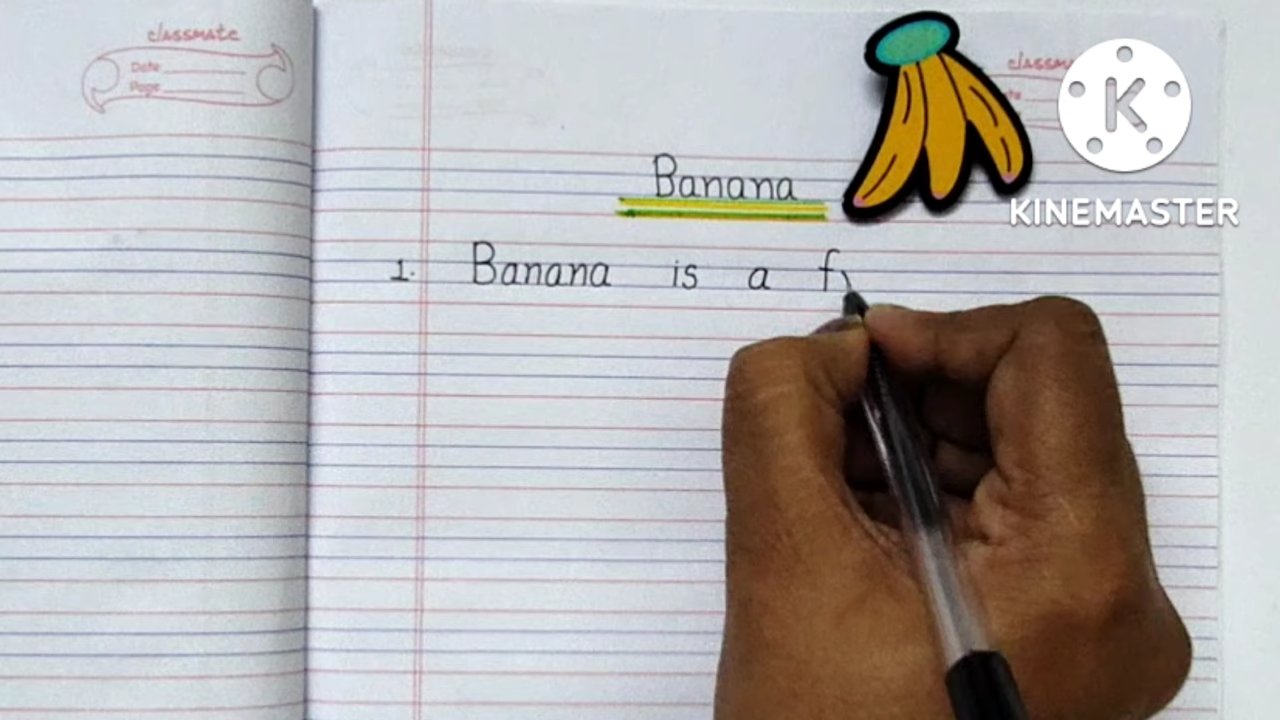 classmate
Date
Page
Banana
KINEMASTER
1. Banana is a f